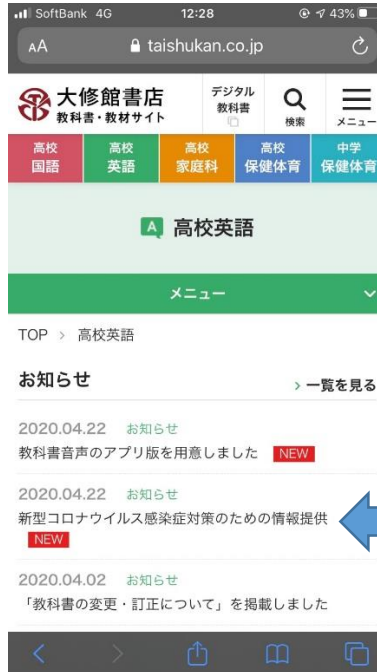 SoftBank 4G 12:28 43%
AA taishukan.co.jp
大修館書店
教科書・教材サイト
デジタル
教科書
検索
メニュー
高校
国語
高校
英語
高校
家庭科
高校
保健体育
中学
保健体育
A 高校英語
メニュー
TOP > 高校英語
お知らせ
> 一覧を見る
2020.04.22 お知らせ
教科書音声のアプリ版を用意しました NEW
2020.04.22 お知らせ
新型コロナウイルス感染症対策のための情報提供
NEW
2020.04.02 お知らせ
「教科書の変更・訂正について」を掲載しました